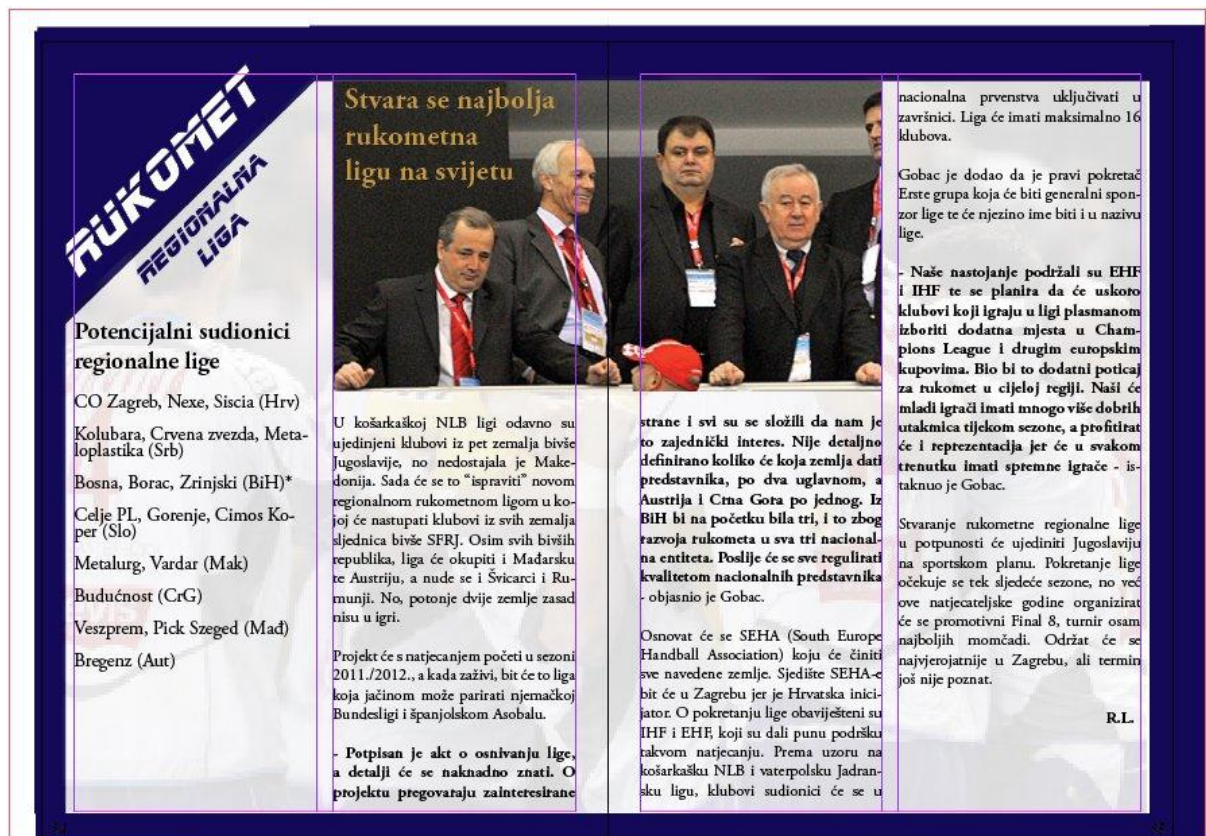 RUKOMET
REGIONALNA
LIGA
Potencijalni sudionici
regionalne lige
CO Zagreb, Nexe, Siscia (Hrv)
Kolubara, Crvena zvezda, Meta-
loplastika (Srb)
Bosna, Borac, Zrinjski (BiH)*
Celje PL, Gorenje, Cimos Ko-
per (Slo)
Metalurg, Vardar (Mak)
Budućnost (CrG)
Veszprem, Pick Szeged (Mađ)
Bregenz (Aut)
Stvara se najbolja
rukometna
ligu na svijetu
U košarkaškoj NLB ligi odavno su
ujedinjeni klubovi iz pet zemalja bivše
Jugoslavije, no nedostajala je Make-
donija. Sada će se to “ispraviti” novom
regionalnom rukometnom ligom u ko-
joj će nastupati klubovi iz svih zemalja
sljednica bivše SFRJ. Osim svih bivših
republika, liga će okupiti i Mađarsku
te Austriju, a nude se i Švicarci i Ru-
munji. No, potonje dvije zemlje zasad
nisu u igri.
Projekt će s natjecanjem početi u sezoni
2011./2012., a kada zaživi, bit će to liga
koja jačinom može parirati njemačkoj
Bundesligi i španjolskom Asobalu.
- Potpisan je akt o osnivanju lige,
a detalji će se naknadno znati. O
projektu pregovaraju zainteresirane
strane i svi su se složili da nam je
to zajednički interes. Nije detaljno
definirano koliko će koja zemlja dati
predstavnika, po dva uglavnom, a
Austrija i Crna Gora po jednog. Iz
BiH bi na početku bila tri, i to zbog
razvoja rukometa u sva tri nacional-
na entiteta. Poslije će se sve regulirati
kvalitetom nacionalnih predstavnika
- objasnio je Gobac.
Osnovat će se SEHA (South Europe
Handball Association) koju će činiti
sve navedene zemlje. Sjedište SEHA-e
bit će u Zagrebu jer je Hrvatska inici-
jator. O pokretanju lige obaviješteni su
IHF i EHF, koji su dali punu podršku
takvom natjecanju. Prema uzoru na
košarkašku NLB i vaterpolsku Jadran-
sku ligu, klubovi sudionici će se u
nacionalna prvenstva uključivati u
završnici. Liga će imati maksimalno 16
klubova.
Gobac je dodao da je pravi pokretač
Erste grupa koja će biti generalni spon-
zor lige te će njezino ime biti i u nazivu
lige.
- Naše nastojanje podržali su EHF
i IHF te se planira da će uskoro
klubovi koji igraju u ligi plasmanom
izboriti dodatna mjesta u Cham-
pions League i drugim europskim
kupovima. Bio bi to dodatni poticaj
za rukomet u cijeloj regiji. Naši će
mladi igrači imati mnogo više dobrih
utakmica tijekom sezone, a profitirat
će i reprezentacija jer će u svakom
trenutku imati spremne igrače - is-
taknuo je Gobac.
Stvaranje rukometne regionalne lige
u potpunosti će ujediniti Jugoslaviju
na sportskom planu. Pokretanje lige
očekuje se tek sljedeće sezone, no već
ove natjecateljske godine organizirat
će se promotivni Final 8, turnir osam
najboljih momčadi. Održat će se
najvjerojatnije u Zagrebu, ali termin
još nije poznat.
R.L.